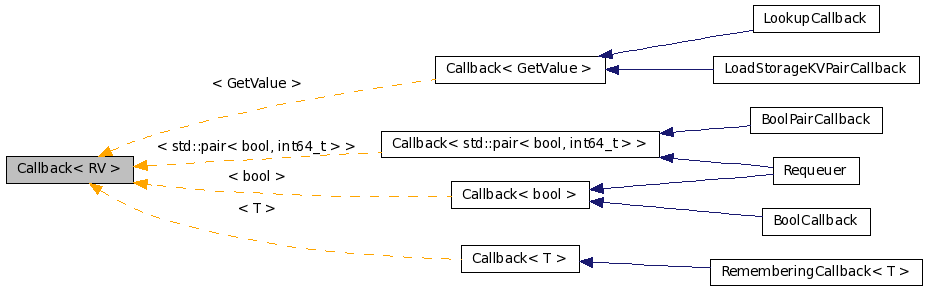 LookupCallback
Callback< GetValue >
LoadStorageKVPairCallback
< GetValue >
BoolPairCallback
Callback< std::pair< bool, int64_t > >
< std::pair< bool, int64_t > >
Callback< RV >
Requeuer
< bool >
Callback< bool >
< T >
BoolCallback
Callback< T >
RememberingCallback< T >